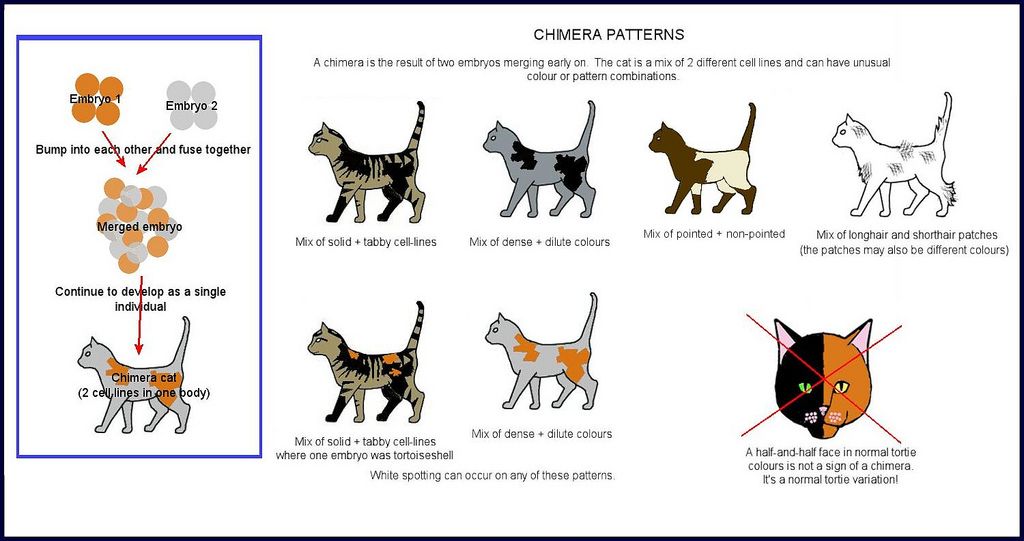 CHIMERA PATTERNS
A chimera is the result of two embryos merging early on. The cat is a mix of 2 different cell lines and can have unusual
colour or pattern combinations.
Embryo 1
Embryo 2
Bump into each other and fuse together
Merged embryo
Continue to develop as a single
individual
Chimera cat
(2 cell lines in one body)
Mix of solid + tabby cell-lines
Mix of dense + dilute colours
Mix of pointed + non-pointed
Mix of longhair and shorthair patches
(the patches may also be different colours)
Mix of solid + tabby cell-lines
where one embryo was tortoiseshell
Mix of dense + dilute colours
White spotting can occur on any of these patterns.
A half-and-half face in normal tortie
colours is not a sign of a chimera.
It's a normal tortie variation!